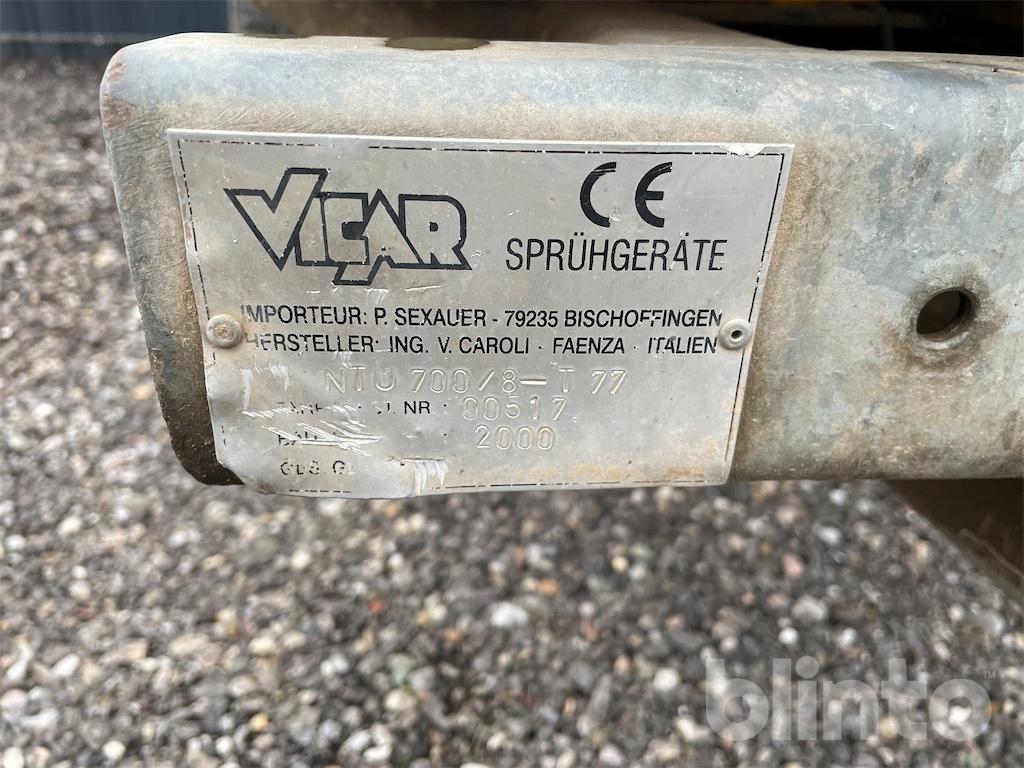 VICAR
CE
SPRÜHGERÄTE
IMPORTEUR: P. SEXAUER - 79235 BISCHOFFINGEN
HERSTELLER: ING. V. CAROLI - FAENZA - ITALIEN
NTU 700/8-T 77
NR 00517
2000
blinto™